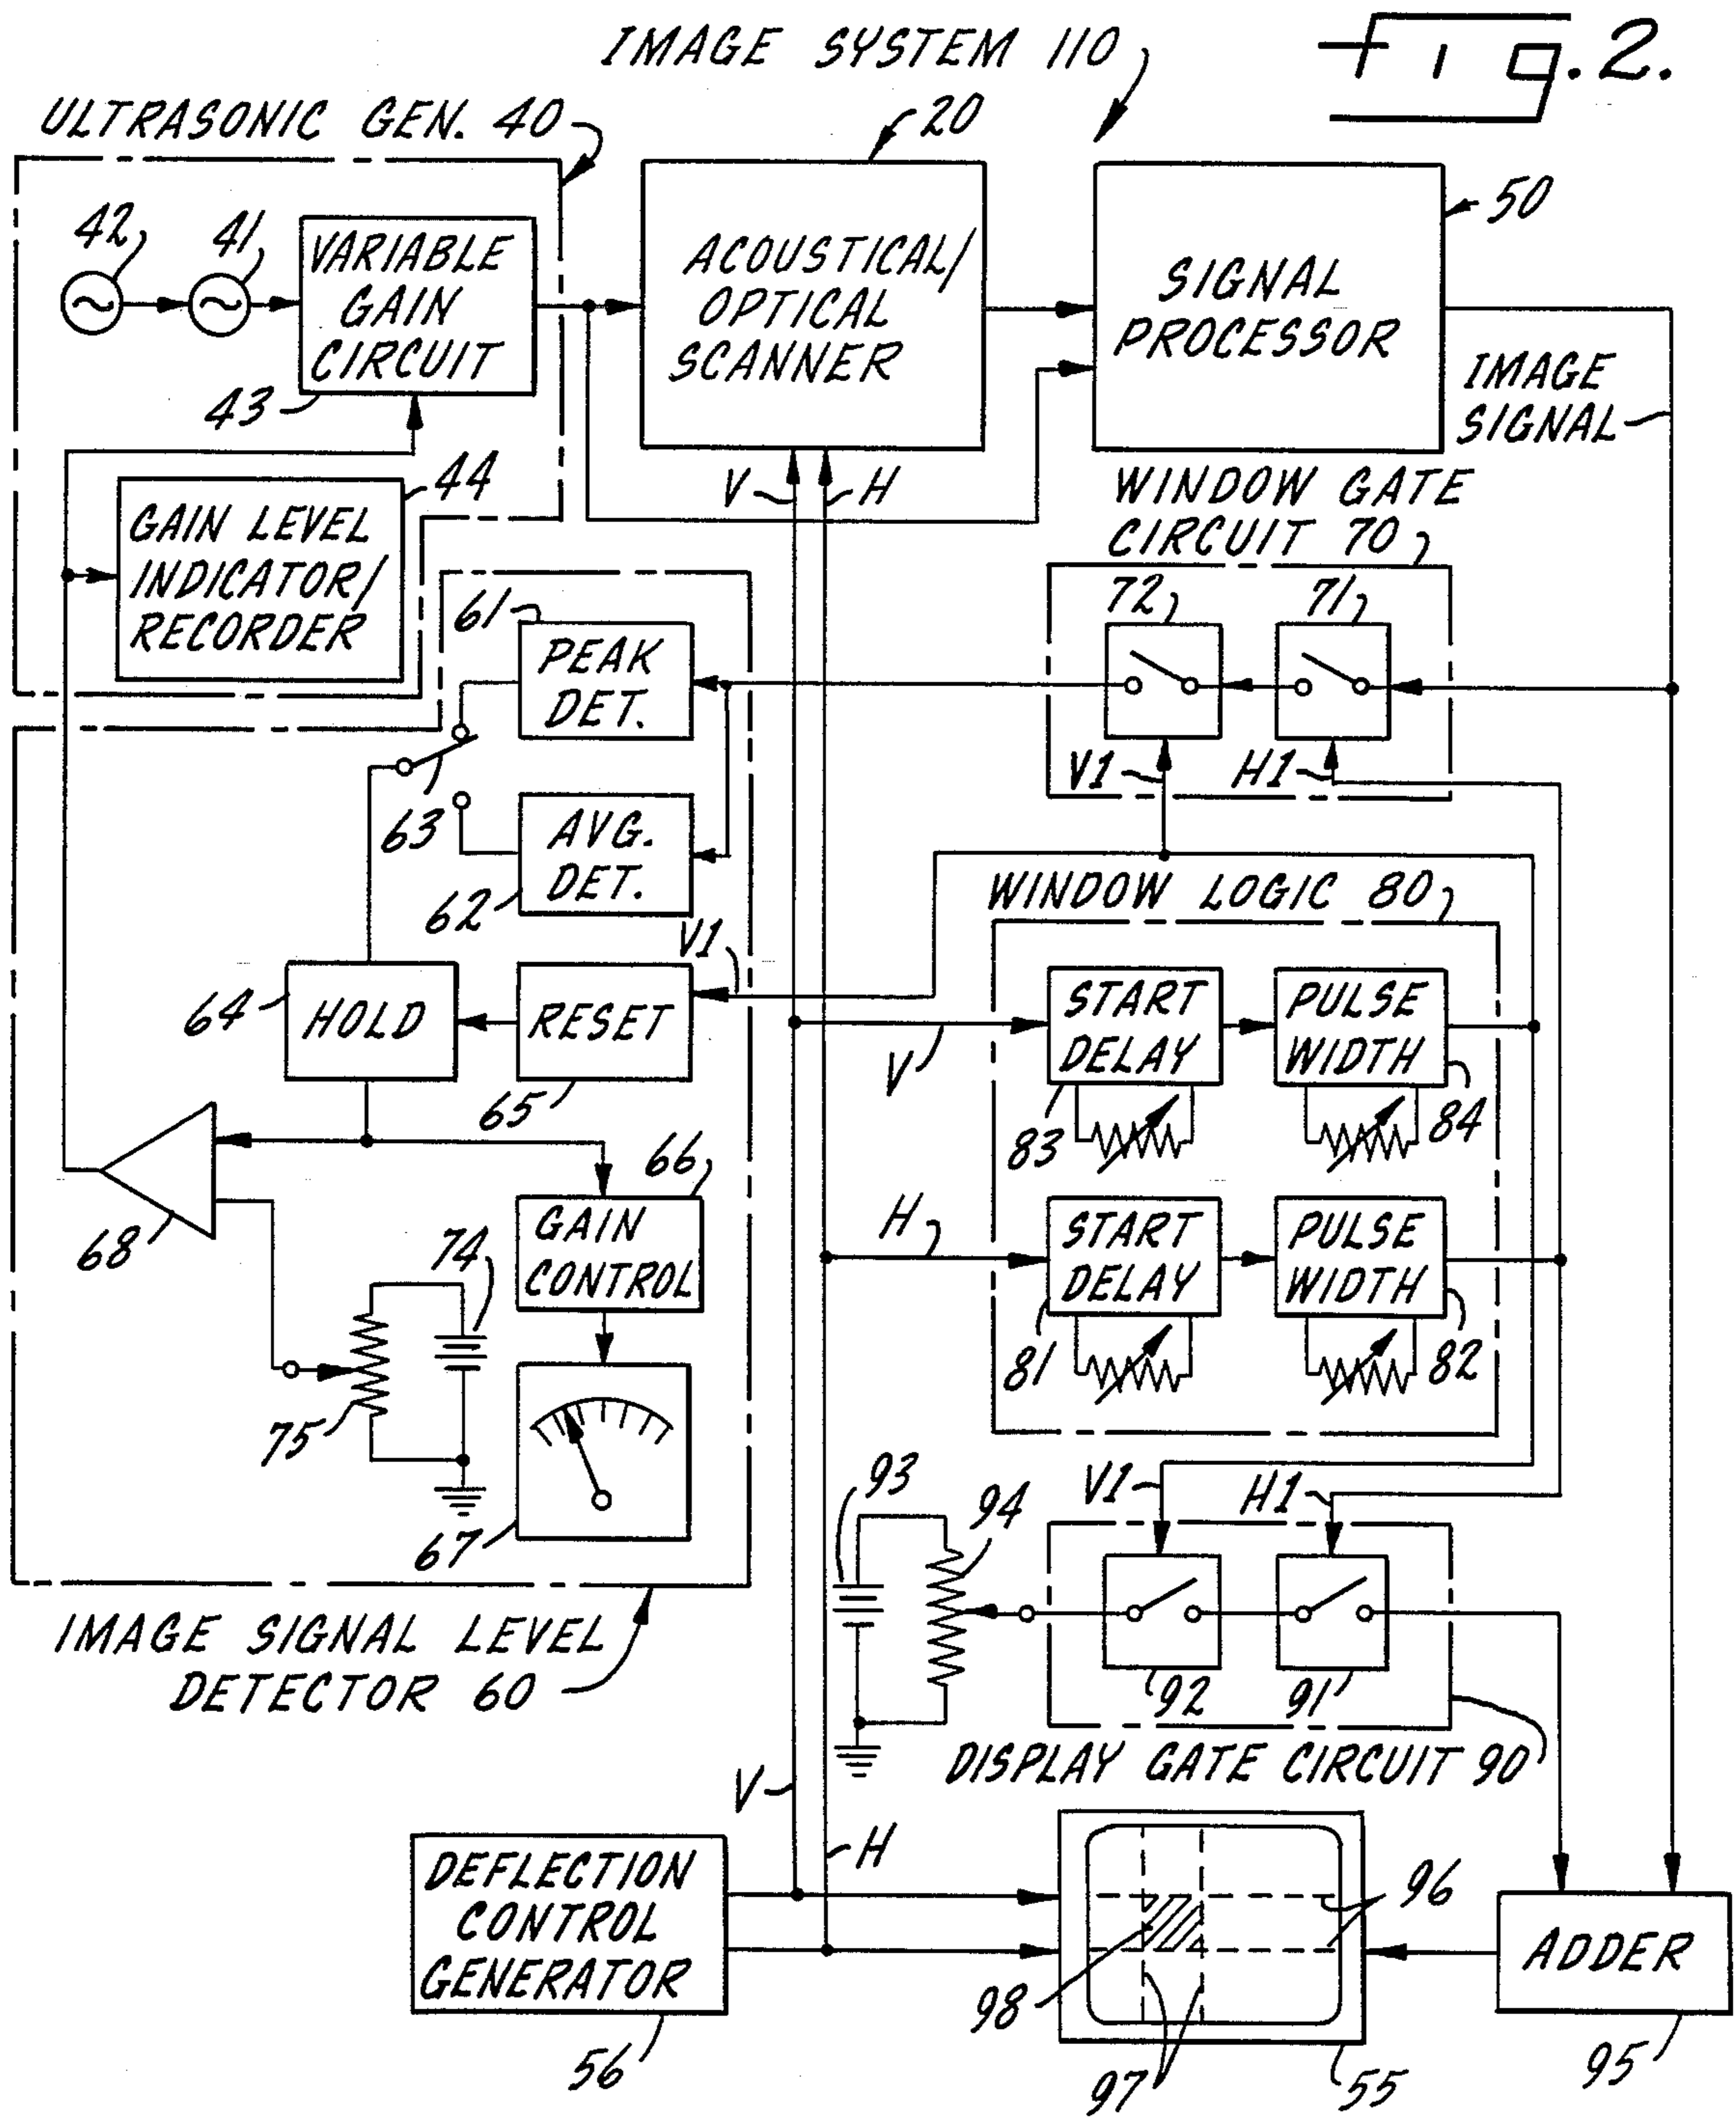 Fig. 2.
IMAGE SYSTEM 110
ULTRASONIC GEN. 40
20
50
42
41
VARIABLE
GAIN
CIRCUIT
43
ACOUSTICAL/
OPTICAL
SCANNER
SIGNAL
PROCESSOR
IMAGE
SIGNAL
44
GAIN LEVEL
INDICATOR/
RECORDER
V
H
WINDOW GATE
CIRCUIT 70
72
71
61
PEAK
DET.
63
V1
H1
AVG.
DET.
62
V1
WINDOW LOGIC 80
64
HOLD
RESET
65
V
START
DELAY
83
PULSE
WIDTH
84
66
68
GAIN
CONTROL
74
75
67
H
START
DELAY
81
PULSE
WIDTH
82
93
94
V1
H1
92
91
IMAGE SIGNAL LEVEL
DETECTOR 60
DISPLAY GATE CIRCUIT 90
V
H
DEFLECTION
CONTROL
GENERATOR
56
96
98
97
55
ADDER
95